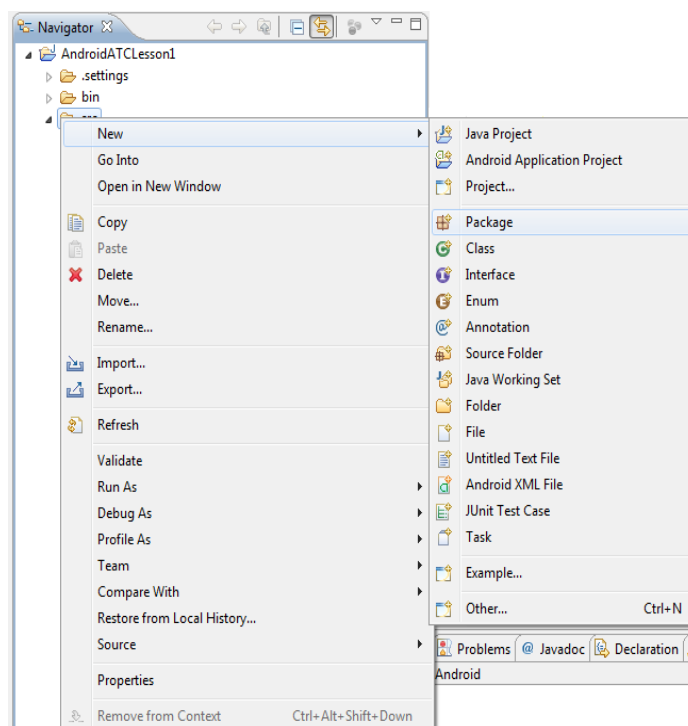 Navigator
AndroidATCLesson1
.settings
bin
src
New
Go Into
Open in New Window
Copy
Paste
Delete
Move...
Rename...
Import...
Export...
Refresh
Validate
Run As
Debug As
Profile As
Team
Compare With
Restore from Local History...
Source
Properties
Remove from Context Ctrl+Alt+Shift+Down
Java Project
Android Application Project
Project...
Package
Class
Interface
Enum
Annotation
Source Folder
Java Working Set
Folder
File
Untitled Text File
Android XML File
JUnit Test Case
Task
Example...
Other... Ctrl+N
Problems @ Javadoc Declaration
Android